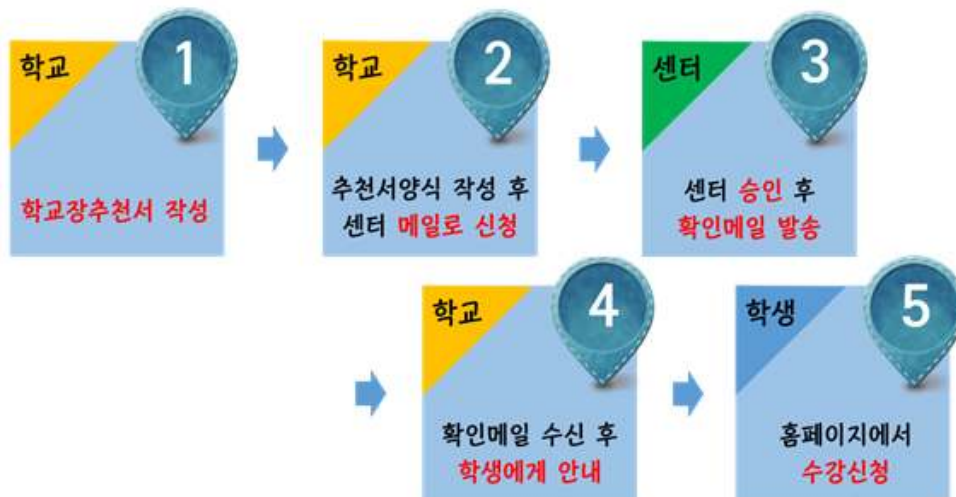 학교
1
학교장추천서 작성
학교
2
추천서양식 작성 후
센터 메일로 신청
센터
3
센터 승인 후
확인메일 발송
학교
4
확인메일 수신 후
학생에게 안내
학생
5
홈페이지에서
수강신청